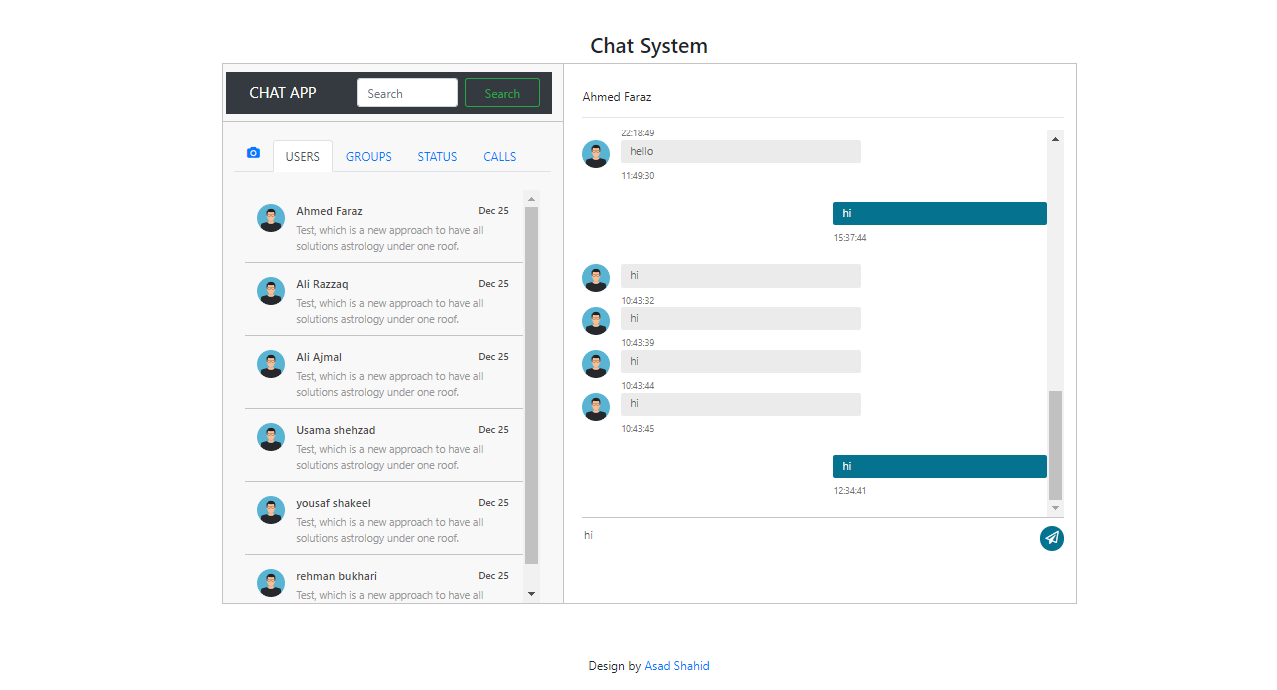 Chat System
CHAT APP
Search
Search
USERS
GROUPS
STATUS
CALLS
Ahmed Faraz
Dec 25
Test, which is a new approach to have all
solutions astrology under one roof.
Ali Razzaq
Dec 25
Test, which is a new approach to have all
solutions astrology under one roof.
Ali Ajmal
Dec 25
Test, which is a new approach to have all
solutions astrology under one roof.
Usama shehzad
Dec 25
Test, which is a new approach to have all
solutions astrology under one roof.
yousaf shakeel
Dec 25
Test, which is a new approach to have all
solutions astrology under one roof.
rehman bukhari
Dec 25
Test, which is a new approach to have all
Ahmed Faraz
22:18:49
hello
11:49:30
hi
15:37:44
hi
10:43:32
hi
10:43:39
hi
10:43:44
hi
10:43:45
hi
12:34:41
hi
Design by Asad Shahid